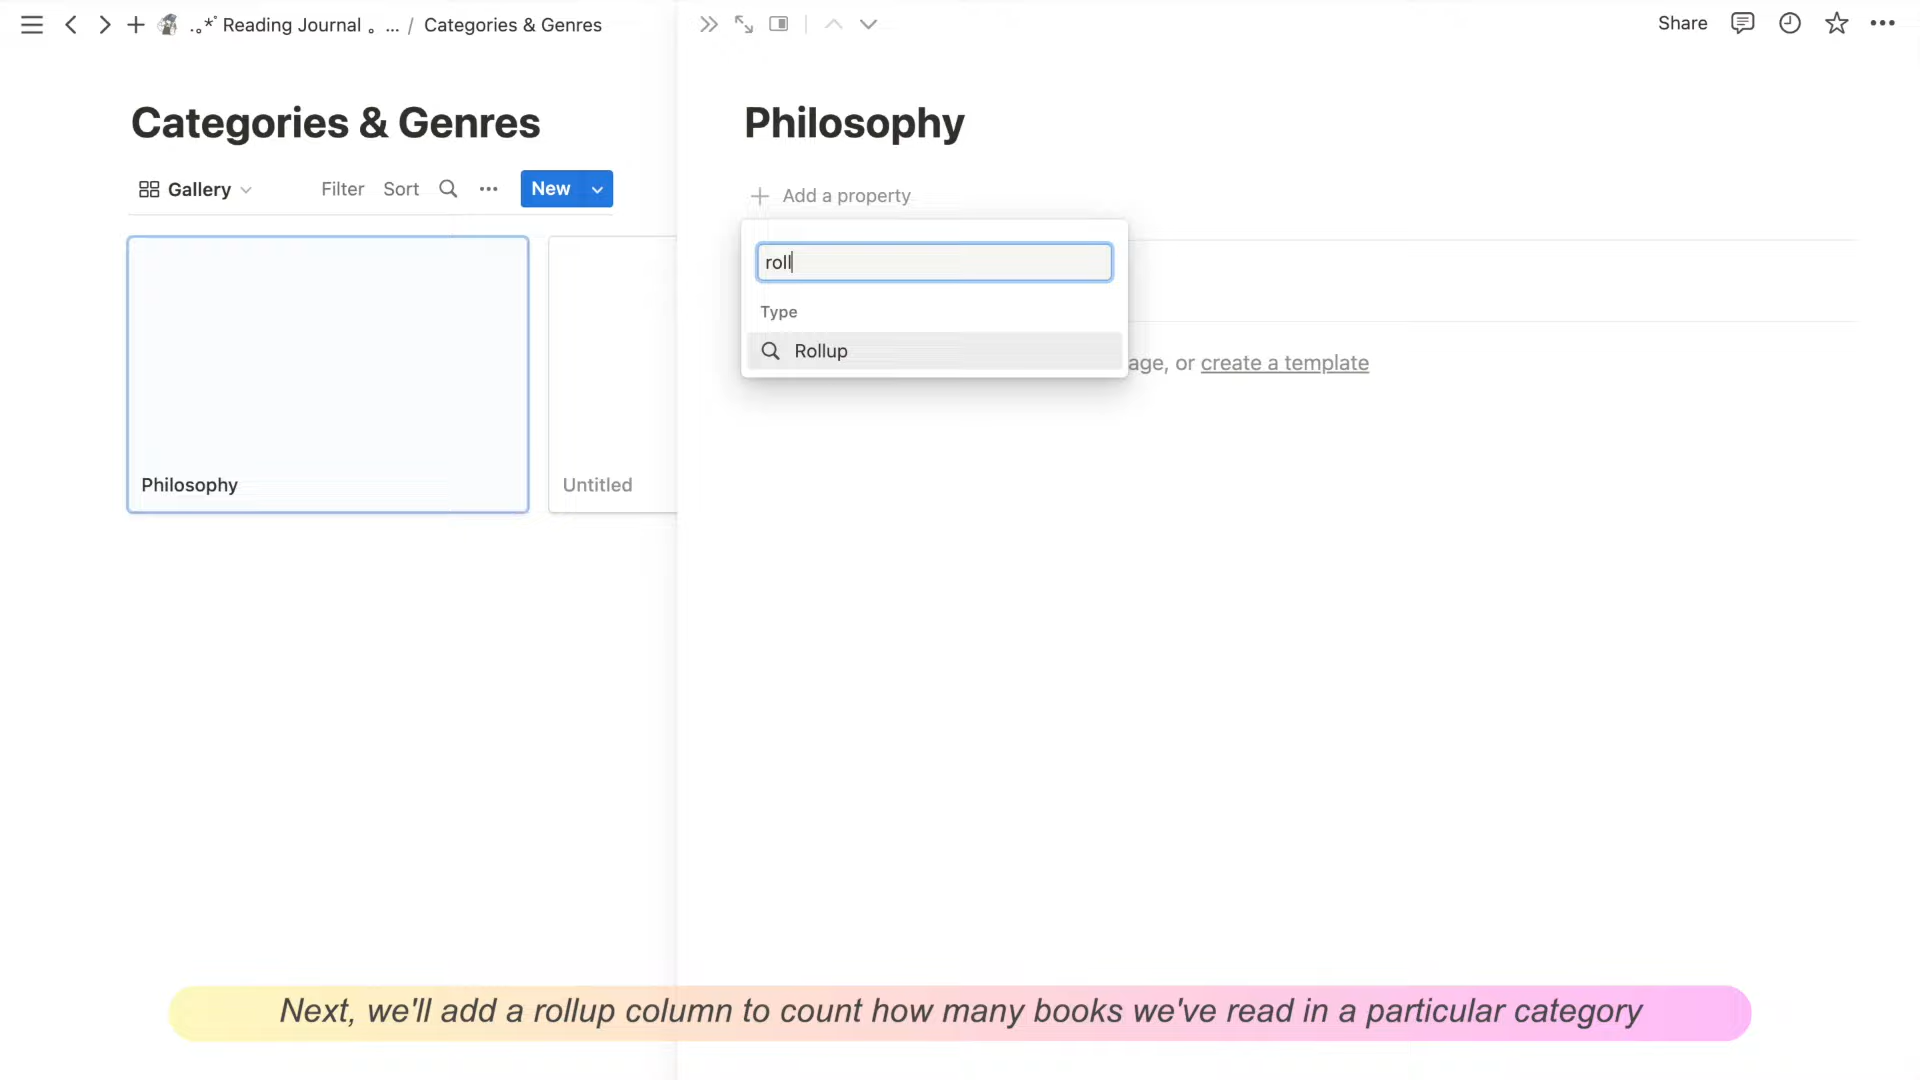 .｡*ﾟ Reading Journal 。 ... / Categories & Genres
Share
Categories & Genres
Gallery
Filter
Sort
New
Philosophy
Untitled
Philosophy
Add a property
roll
Type
Rollup
age, or create a template
Next, we'll add a rollup column to count how many books we've read in a particular category